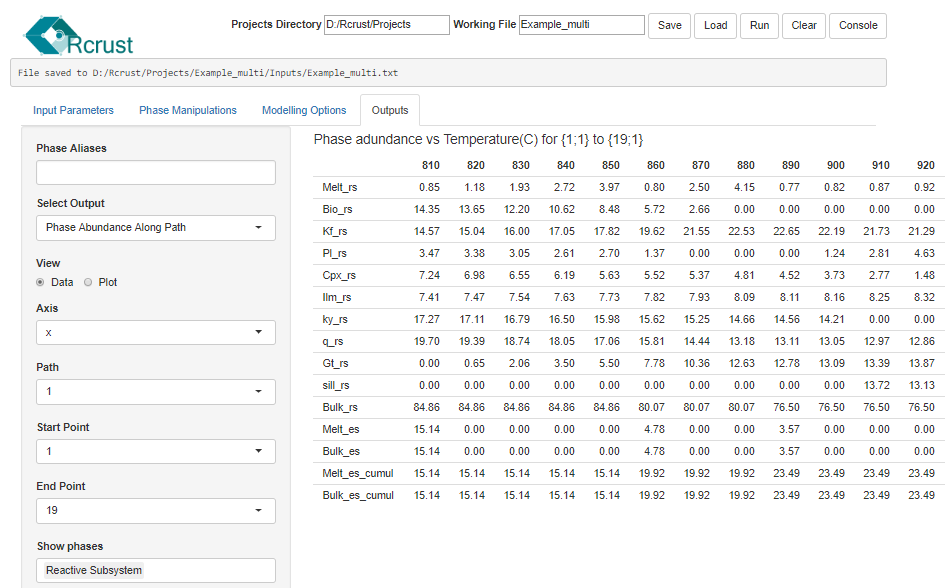 Rcrust
Projects Directory D:/Rcrust/Projects Working File Example_multi Save Load Run Clear Console
File saved to D:/Rcrust/Projects/Example_multi/Inputs/Example_multi.txt
Input Parameters Phase Manipulations Modelling Options Outputs
Phase Aliases
Select Output
Phase Abundance Along Path
View
Data Plot
Axis
x
Path
1
Start Point
1
End Point
19
Show phases
Reactive Subsystem
Phase adundance vs Temperature(C) for {1;1} to {19;1}
810 820 830 840 850 860 870 880 890 900 910 920
Melt_rs 0.85 1.18 1.93 2.72 3.97 0.80 2.50 4.15 0.77 0.82 0.87 0.92
Bio_rs 14.35 13.65 12.20 10.62 8.48 5.72 2.66 0.00 0.00 0.00 0.00 0.00
Kf_rs 14.57 15.04 16.00 17.05 17.82 19.62 21.55 22.53 22.65 22.19 21.73 21.29
Pl_rs 3.47 3.38 3.05 2.61 2.70 1.37 0.00 0.00 0.00 1.24 2.81 4.63
Cpx_rs 7.24 6.98 6.55 6.19 5.63 5.52 5.37 4.81 4.52 3.73 2.77 1.48
Ilm_rs 7.41 7.47 7.54 7.63 7.73 7.82 7.93 8.09 8.11 8.16 8.25 8.32
ky_rs 17.27 17.11 16.79 16.50 15.98 15.62 15.25 14.66 14.56 14.21 0.00 0.00
q_rs 19.70 19.39 18.74 18.05 17.06 15.81 14.44 13.18 13.11 13.05 12.97 12.86
Gt_rs 0.00 0.65 2.06 3.50 5.50 7.78 10.36 12.63 12.78 13.09 13.39 13.87
sill_rs 0.00 0.00 0.00 0.00 0.00 0.00 0.00 0.00 0.00 0.00 13.72 13.13
Bulk_rs 84.86 84.86 84.86 84.86 84.86 80.07 80.07 80.07 76.50 76.50 76.50 76.50
Melt_es 15.14 0.00 0.00 0.00 0.00 4.78 0.00 0.00 3.57 0.00 0.00 0.00
Bulk_es 15.14 0.00 0.00 0.00 0.00 4.78 0.00 0.00 3.57 0.00 0.00 0.00
Melt_es_cumul 15.14 15.14 15.14 15.14 15.14 19.92 19.92 19.92 23.49 23.49 23.49 23.49
Bulk_es_cumul 15.14 15.14 15.14 15.14 15.14 19.92 19.92 19.92 23.49 23.49 23.49 23.49